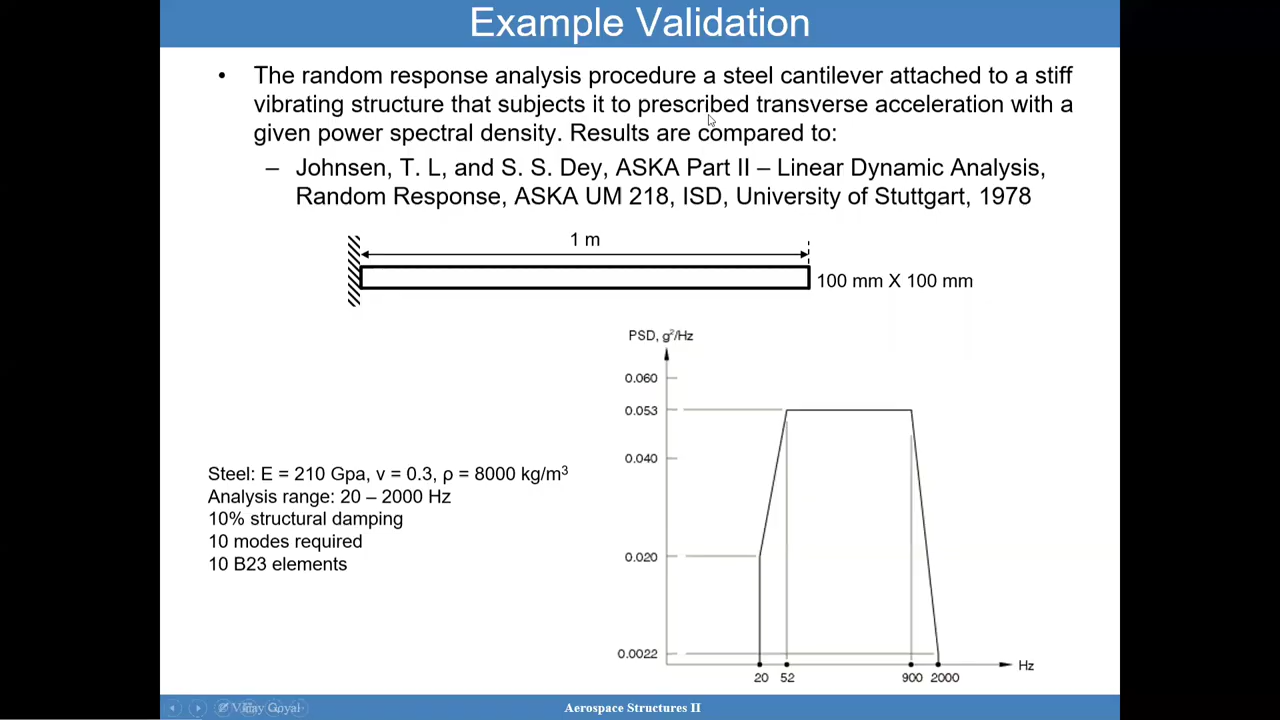 Example Validation
• The random response analysis procedure a steel cantilever attached to a stiff
vibrating structure that subjects it to prescribed transverse acceleration with a
given power spectral density. Results are compared to:
– Johnsen, T. L, and S. S. Dey, ASKA Part II – Linear Dynamic Analysis,
Random Response, ASKA UM 218, ISD, University of Stuttgart, 1978
1 m
100 mm X 100 mm
PSD, g²/Hz
0.060
0.053
0.040
0.020
0.0022
20 52 900 2000
Hz
Steel: E = 210 Gpa, ν = 0.3, ρ = 8000 kg/m³
Analysis range: 20 – 2000 Hz
10% structural damping
10 modes required
10 B23 elements
Vijay Goyal
Aerospace Structures II